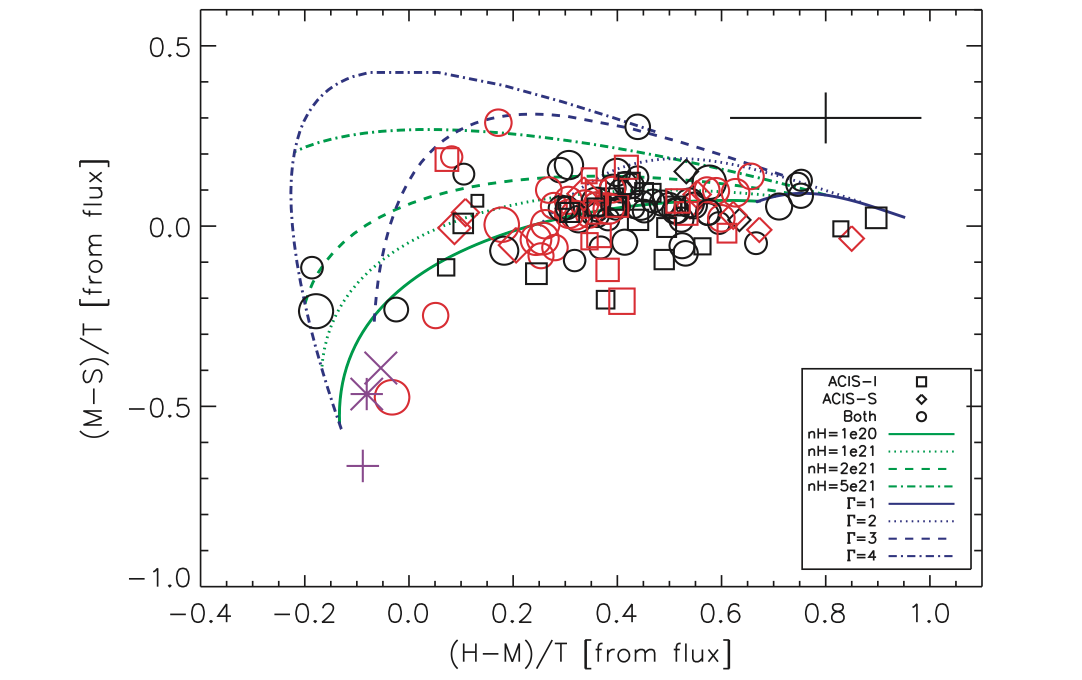 0.5
0.0
−0.5
−1.0
(M−S)/T [from flux]
−0.4 −0.2 0.0 0.2 0.4 0.6 0.8 1.0
(H−M)/T [from flux]
ACIS−I
ACIS−S
Both
nH=1e20
nH=1e21
nH=2e21
nH=5e21
Γ=1
Γ=2
Γ=3
Γ=4